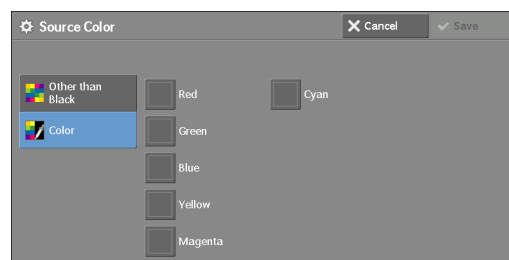 Source Color
Cancel
Save
Other than
Black
Color
Red
Green
Blue
Yellow
Magenta
Cyan